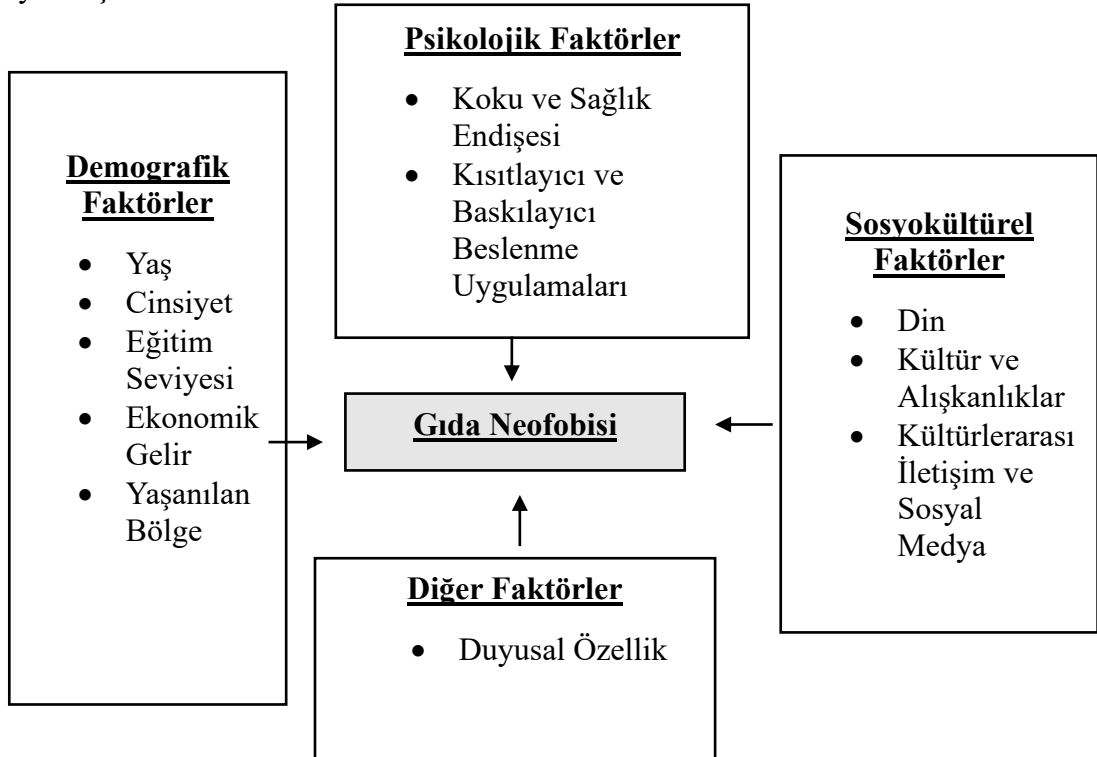 Psikolojik Faktörler
• Koku ve Sağlık
Endişesi
• Kısıtlayıcı ve
Baskılayıcı
Beslenme
Uygulamaları
Demografik
Faktörler
• Yaş
• Cinsiyet
• Eğitim
Seviyesi
• Ekonomik
Gelir
• Yaşanılan
Bölge
Sosyokültürel
Faktörler
• Din
• Kültür ve
Alışkanlıklar
• Kültürlerarası
İletişim ve
Sosyal
Medya
Gıda Neofobisi
Diğer Faktörler
• Duyusal Özellik